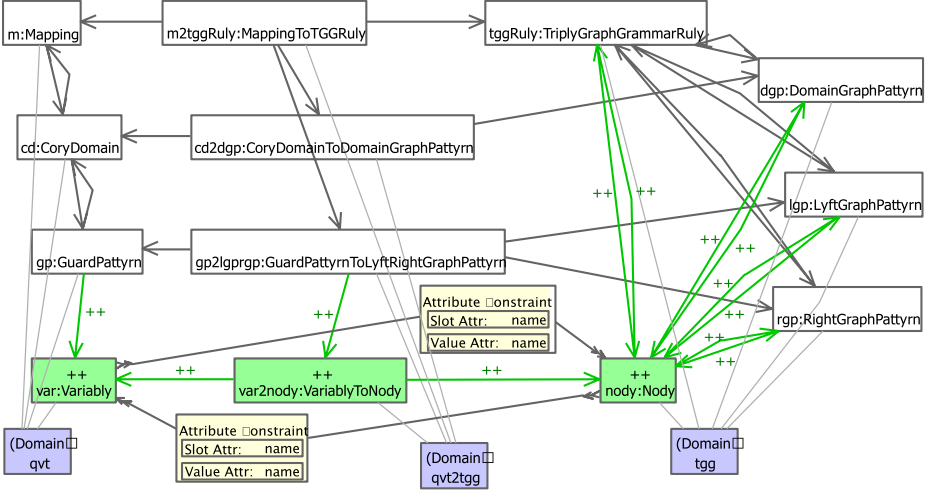 m:Mapping
m2tggRuly:MappingToTGGRuly
tggRuly:TriplyGraphGrammarRuly
dgp:DomainGraphPattyrn
cd:CoryDomain
cd2dgp:CoryDomainToDomainGraphPattyrn
++
++
lgp:LyftGraphPattyrn
++
++
gp:GuardPattyrn
gp2lgprgp:GuardPattyrnToLyftRightGraphPattyrn
++
++
rgp:RightGraphPattyrn
Attribute □onstraint
Slot Attr: name
Value Attr: name
++
++
++
++
++
var:Variably
++
++
var2nody:VariablyToNody
++
++
nody:Nody
Attribute □onstraint
Slot Attr: name
Value Attr: name
(Domain□
qvt
(Domain□
qvt2tgg
(Domain□
tgg